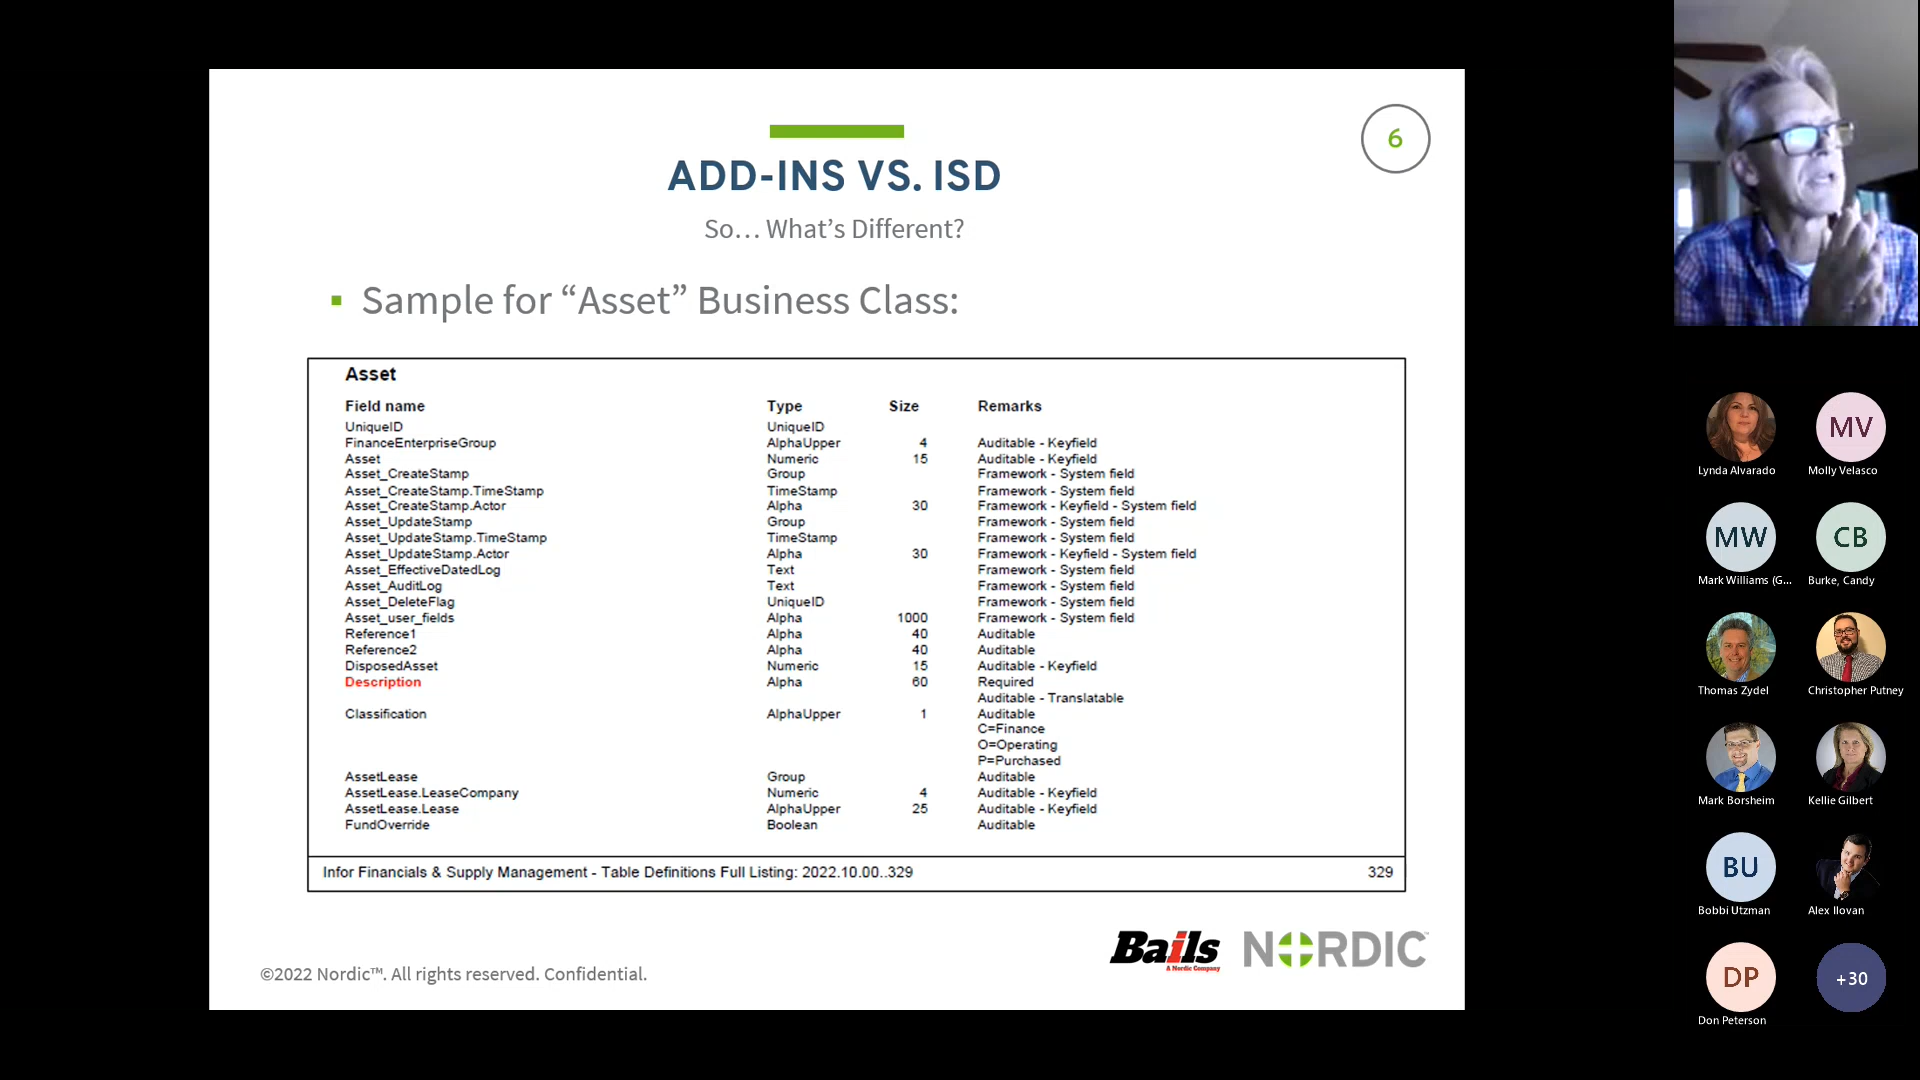 6
ADD-INS VS. ISD
So… What's Different?
▪ Sample for “Asset” Business Class:
Asset
Field name Type Size Remarks
UniqueID UniqueID
FinanceEnterpriseGroup AlphaUpper 4 Auditable - Keyfield
Asset Numeric 15 Auditable - Keyfield
Asset_CreateStamp Group Framework - System field
Asset_CreateStamp.TimeStamp TimeStamp Framework - System field
Asset_CreateStamp.Actor Alpha 30 Framework - Keyfield - System field
Asset_UpdateStamp Group Framework - System field
Asset_UpdateStamp.TimeStamp TimeStamp Framework - System field
Asset_UpdateStamp.Actor Alpha 30 Framework - Keyfield - System field
Asset_EffectiveDatedLog Text Framework - System field
Asset_AuditLog Text Framework - System field
Asset_DeleteFlag UniqueID Framework - System field
Asset_user_fields Alpha 1000 Framework - System field
Reference1 Alpha 40 Auditable
Reference2 Alpha 40 Auditable
DisposedAsset Numeric 15 Auditable - Keyfield
Description Alpha 60 Required
Auditable - Translatable
Classification AlphaUpper 1 Auditable
C=Finance
O=Operating
P=Purchased
AssetLease Group Auditable
AssetLease.LeaseCompany Numeric 4 Auditable - Keyfield
AssetLease.Lease AlphaUpper 25 Auditable - Keyfield
FundOverride Boolean Auditable
Infor Financials & Supply Management - Table Definitions Full Listing: 2022.10.00..329 329
©2022 Nordic™. All rights reserved. Confidential.
Bails
A Nordic Company
NORDIC™
MV
Lynda Alvarado Molly Velasco
MW CB
Mark Williams (G... Burke, Candy
Thomas Zydel Christopher Putney
Mark Borsheim Kellie Gilbert
BU
Bobbi Utzman Alex Ilovan
DP +30
Don Peterson